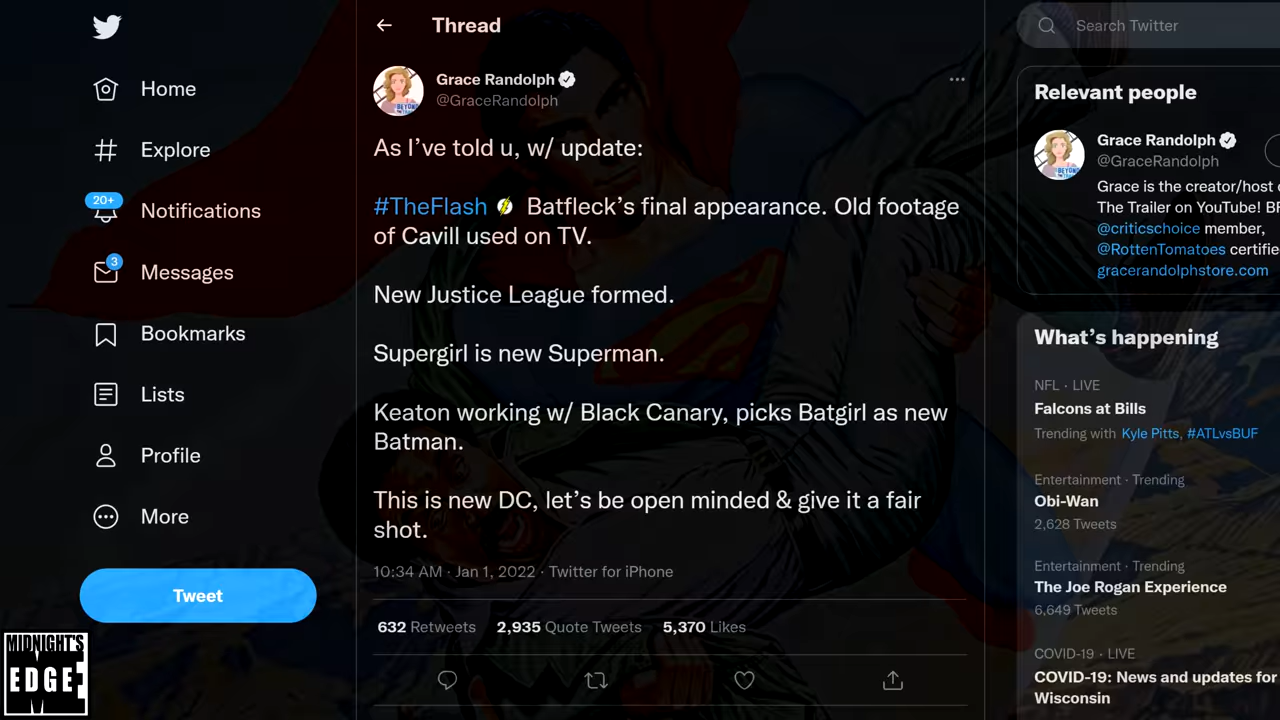 Thread
Search Twitter
Home
Explore
20+
Notifications
3
Messages
Bookmarks
Lists
Profile
More
Tweet
Grace Randolph
@GraceRandolph
BEYOND
As I've told u, w/ update:
#TheFlash Batfleck's final appearance. Old footage
of Cavill used on TV.
New Justice League formed.
Supergirl is new Superman.
Keaton working w/ Black Canary, picks Batgirl as new
Batman.
This is new DC, let's be open minded & give it a fair
shot.
10:34 AM · Jan 1, 2022 · Twitter for iPhone
632 Retweets 2,935 Quote Tweets 5,370 Likes
Relevant people
Grace Randolph
@GraceRandolph
BEYOND
Grace is the creator/host
The Trailer on YouTube!
@criticschoice member,
@RottenTomatoes
gracerandolphstore.com
What's happening
NFL · LIVE
Falcons at Bills
Trending with Kyle Pitts, #ATLvsBUF
Entertainment · Trending
Obi-Wan
2,628 Tweets
Entertainment · Trending
The Joe Rogan Experience
6,649 Tweets
COVID-19 · LIVE
COVID-19: News and updates for
Wisconsin
MIDNIGHT'S
EDGE